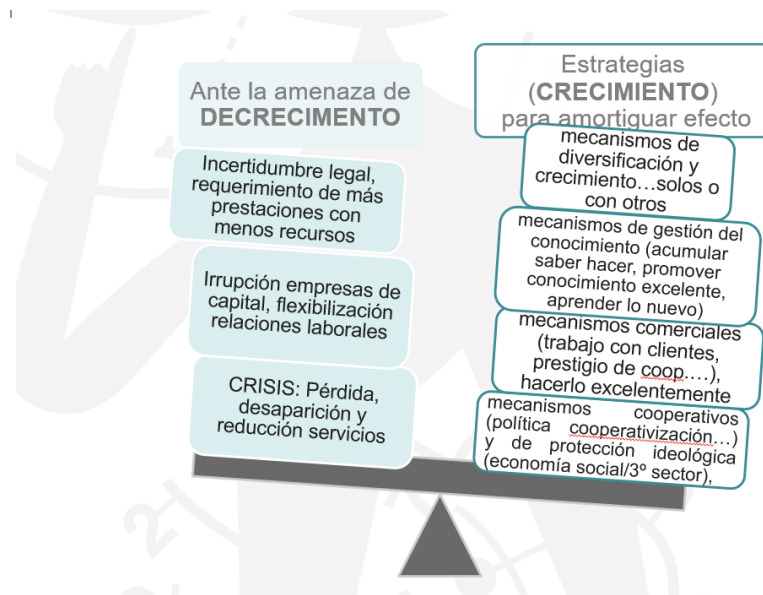 Ante la amenaza de
DECRECIMENTO
Incertidumbre legal,
requerimiento de más
prestaciones con
menos recursos
Irrupción empresas de
capital, flexibilización
relaciones laborales
CRISIS: Pérdida,
desaparición y
reducción servicios
Estrategias
(CRECIMIENTO)
para amortiguar efecto
mecanismos de
diversificación y
crecimiento...solos o
con otros
mecanismos de gestión del
conocimiento (acumular
saber hacer, promover
conocimiento excelente,
aprender lo nuevo)
mecanismos comerciales
(trabajo con clientes,
prestigio de coop....),
hacerlo excelentemente
mecanismos cooperativos
(política cooperativización...)
y de protección ideológica
(economía social/3º sector),